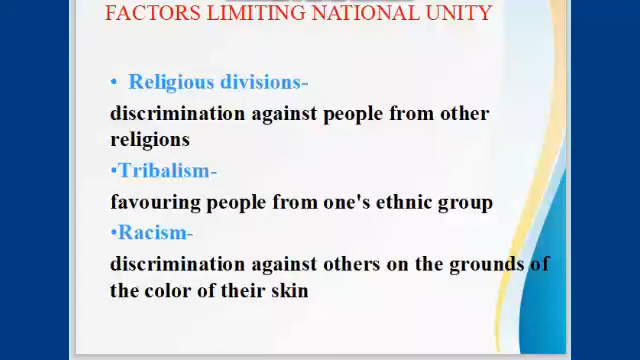 FACTORS LIMITING NATIONAL UNITY
• Religious divisions-
discrimination against people from other
religions
•Tribalism-
favouring people from one's ethnic group
•Racism-
discrimination against others on the grounds of
the color of their skin